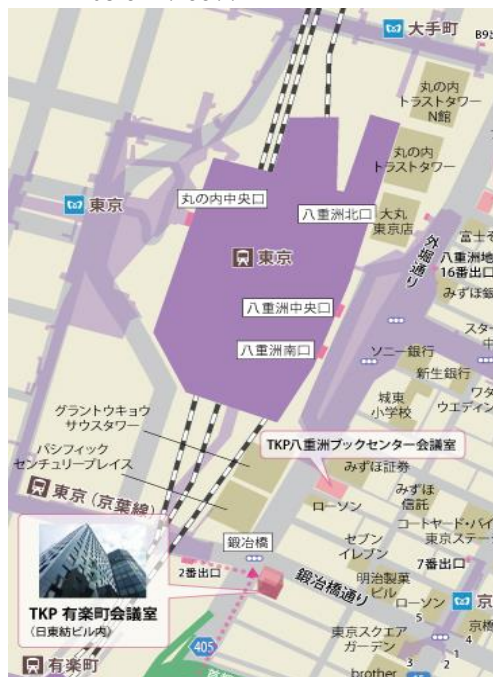 大手町
B9出
丸の内
トラストタワー
N館
丸の内
トラストタワー
丸の内中央口
東京
八重洲北口
大丸
東京店
外堀通り
八重洲地
16番出口
みずほ銀
東京
八重洲中央口
八重洲南口
ソニー銀行
新生銀行
城東
小学校
ウエディン
グラントウキョウ
サウスタワー
パシフィック
センチュリープレイス
TKP八重洲ブックセンター会議室
みずほ証券
東京(京葉線)
ローソン
みずほ
信託
コートヤード・バイ
東京ステー
鍛冶橋
セブン
イレブン
7番出口
2番出口
鍛冶橋通り
明治製菓
ビル
ローソン
京
京橋
TKP 有楽町会議室
(日東紡ビル内)
東京スクエア
ガーデン
5
4
3
2
1
405
有楽町
brother